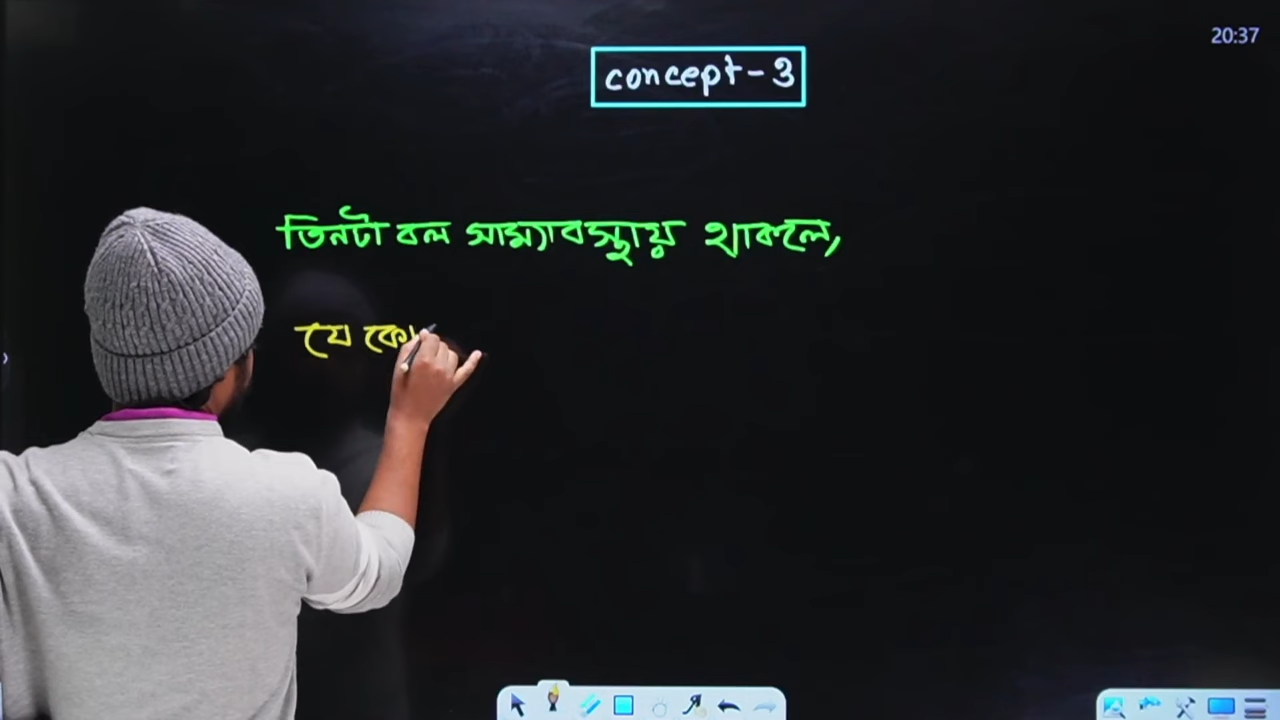 20:37
concept-3
তিনটা বল সাম্যাবস্থায় থাকলে,
যে কো